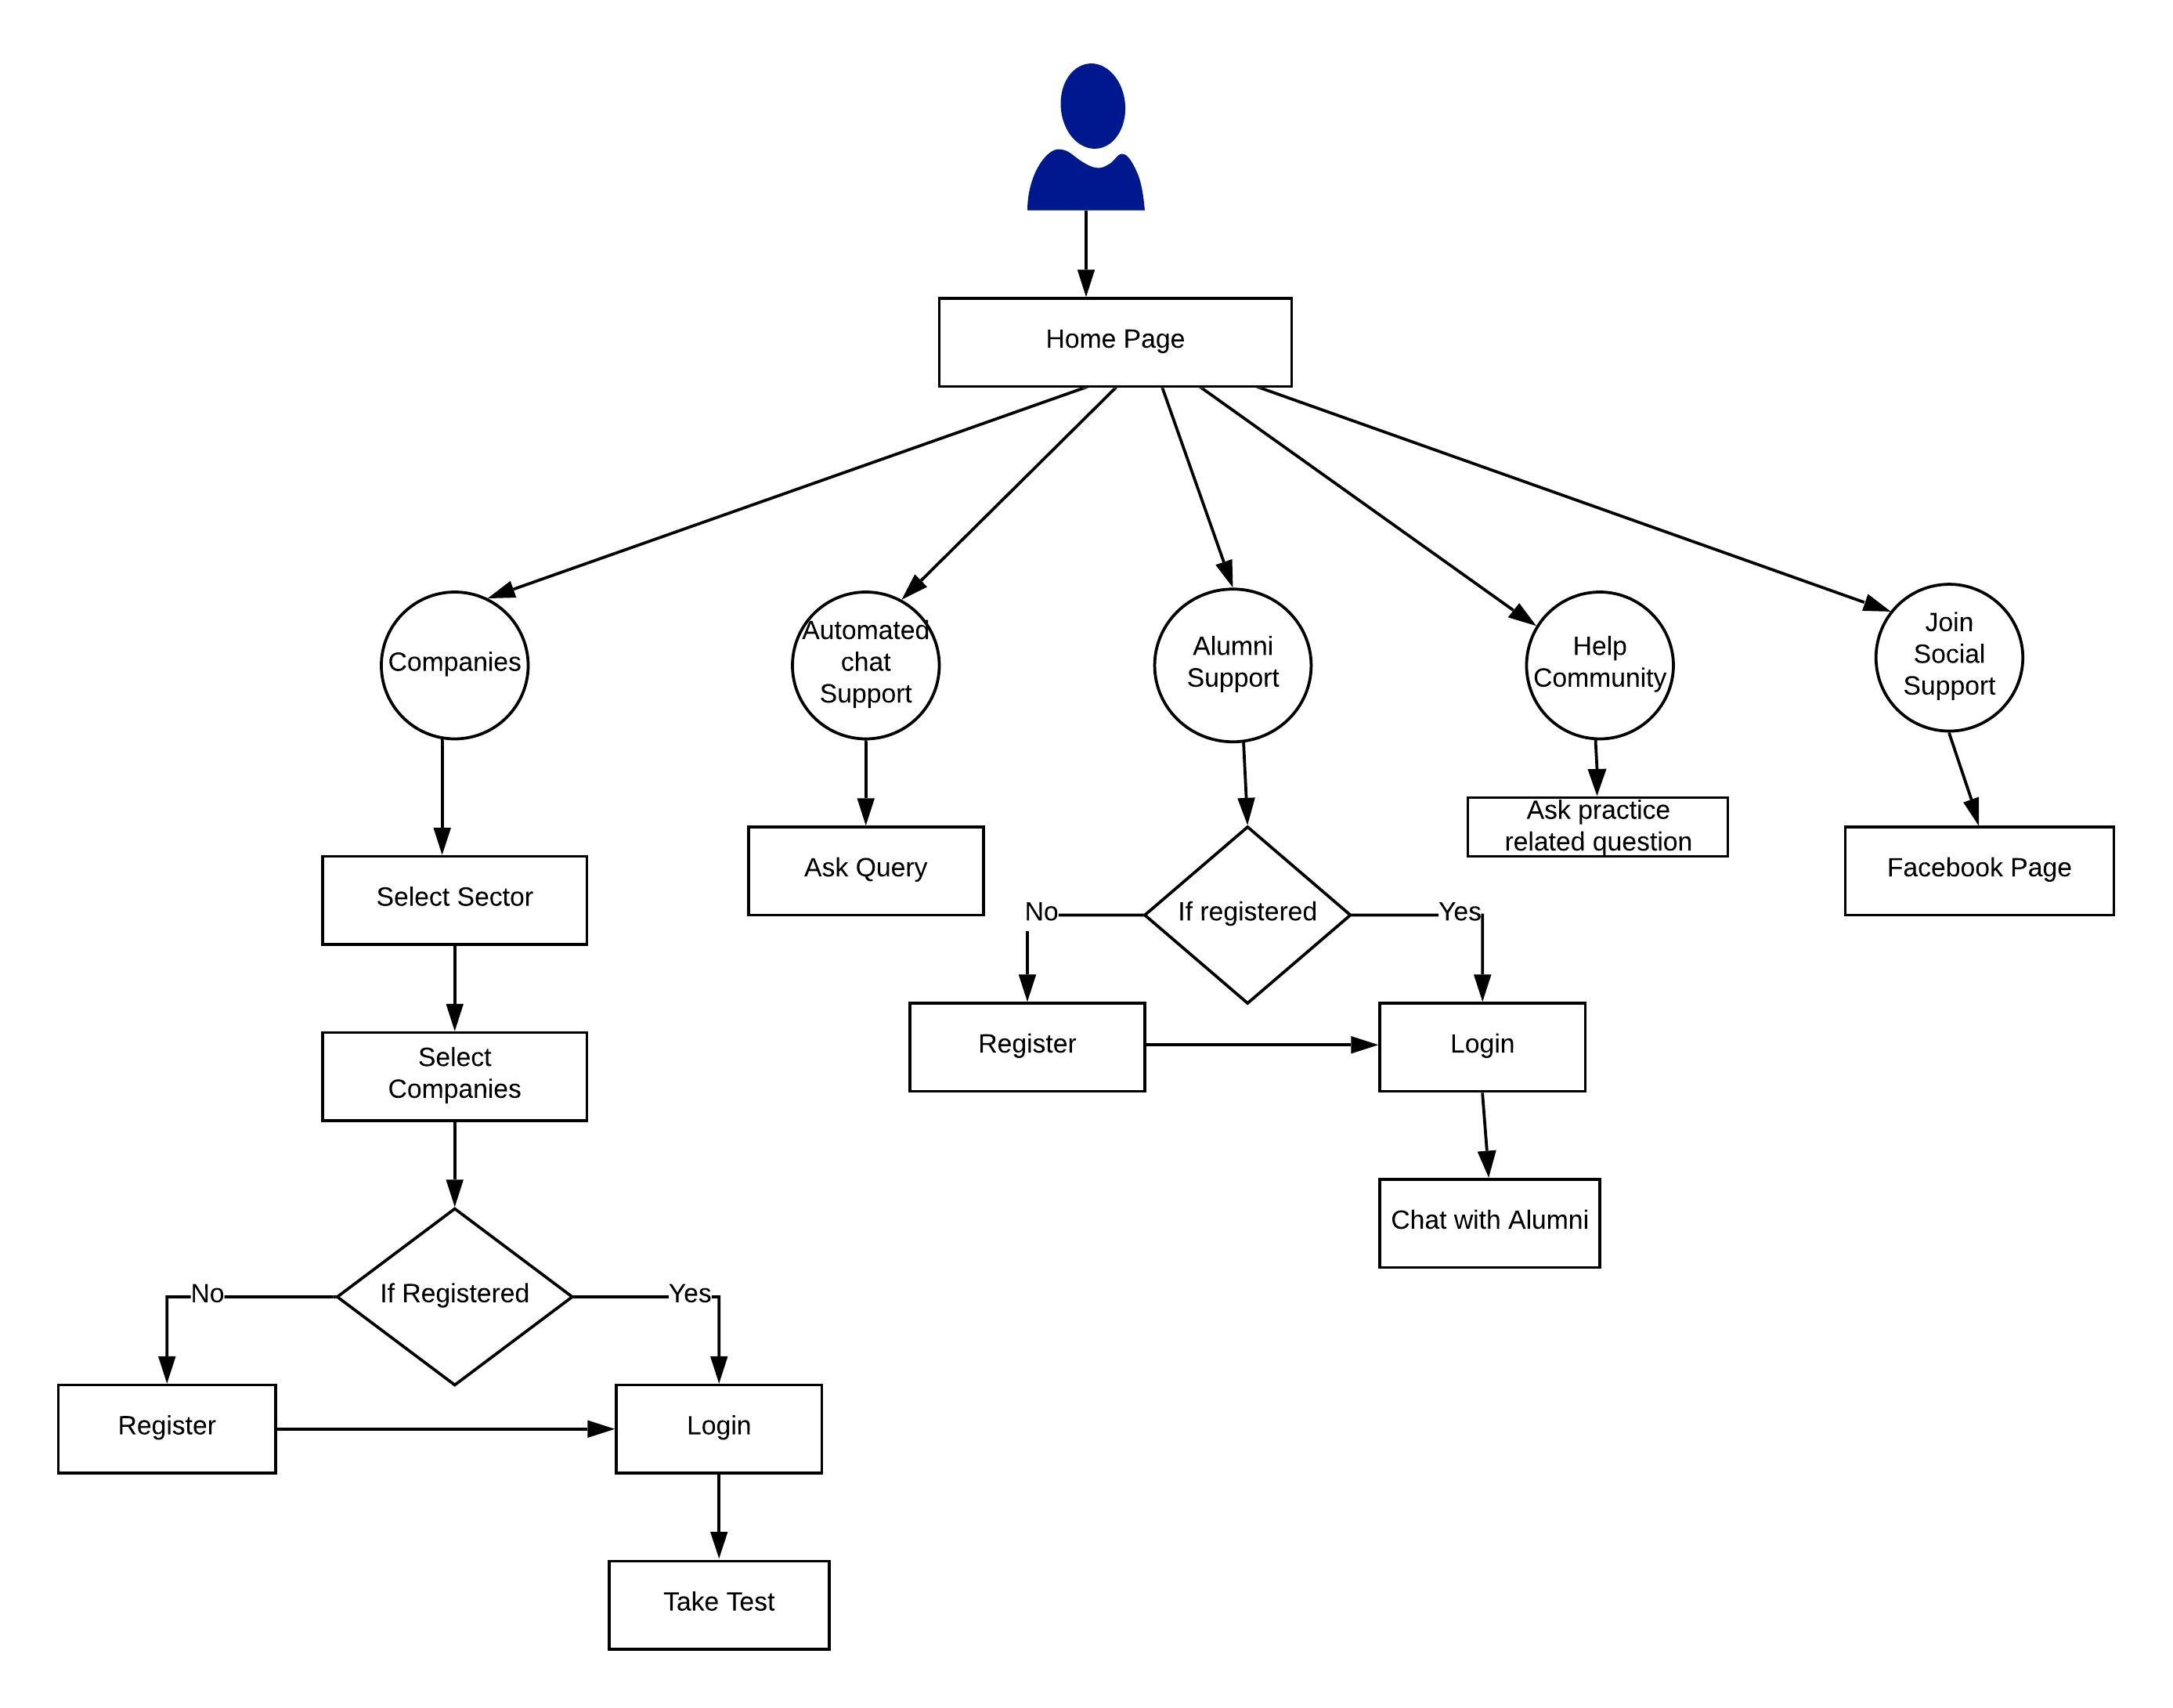 Home Page
Companies
Automated
chat
Support
Alumni
Support
Help
Community
Join
Social
Support
Select Sector
Ask Query
If registered
No
Yes
Ask practice
related question
Facebook Page
Select
Companies
Register
Login
Chat with Alumni
If Registered
No
Yes
Register
Login
Take Test